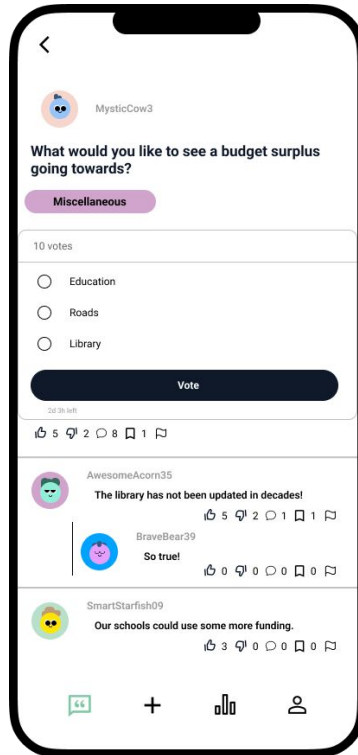 MysticCow3
What would you like to see a budget surplus
going towards?
Miscellaneous
10 votes
Education
Roads
Library
Vote
2d 3h left
5 2 8 1
AwesomeAcorn35
The library has not been updated in decades!
5 2 1 1
BraveBear39
So true!
0 0 0 0
SmartStarfish09
Our schools could use some more funding.
3 0 0 0